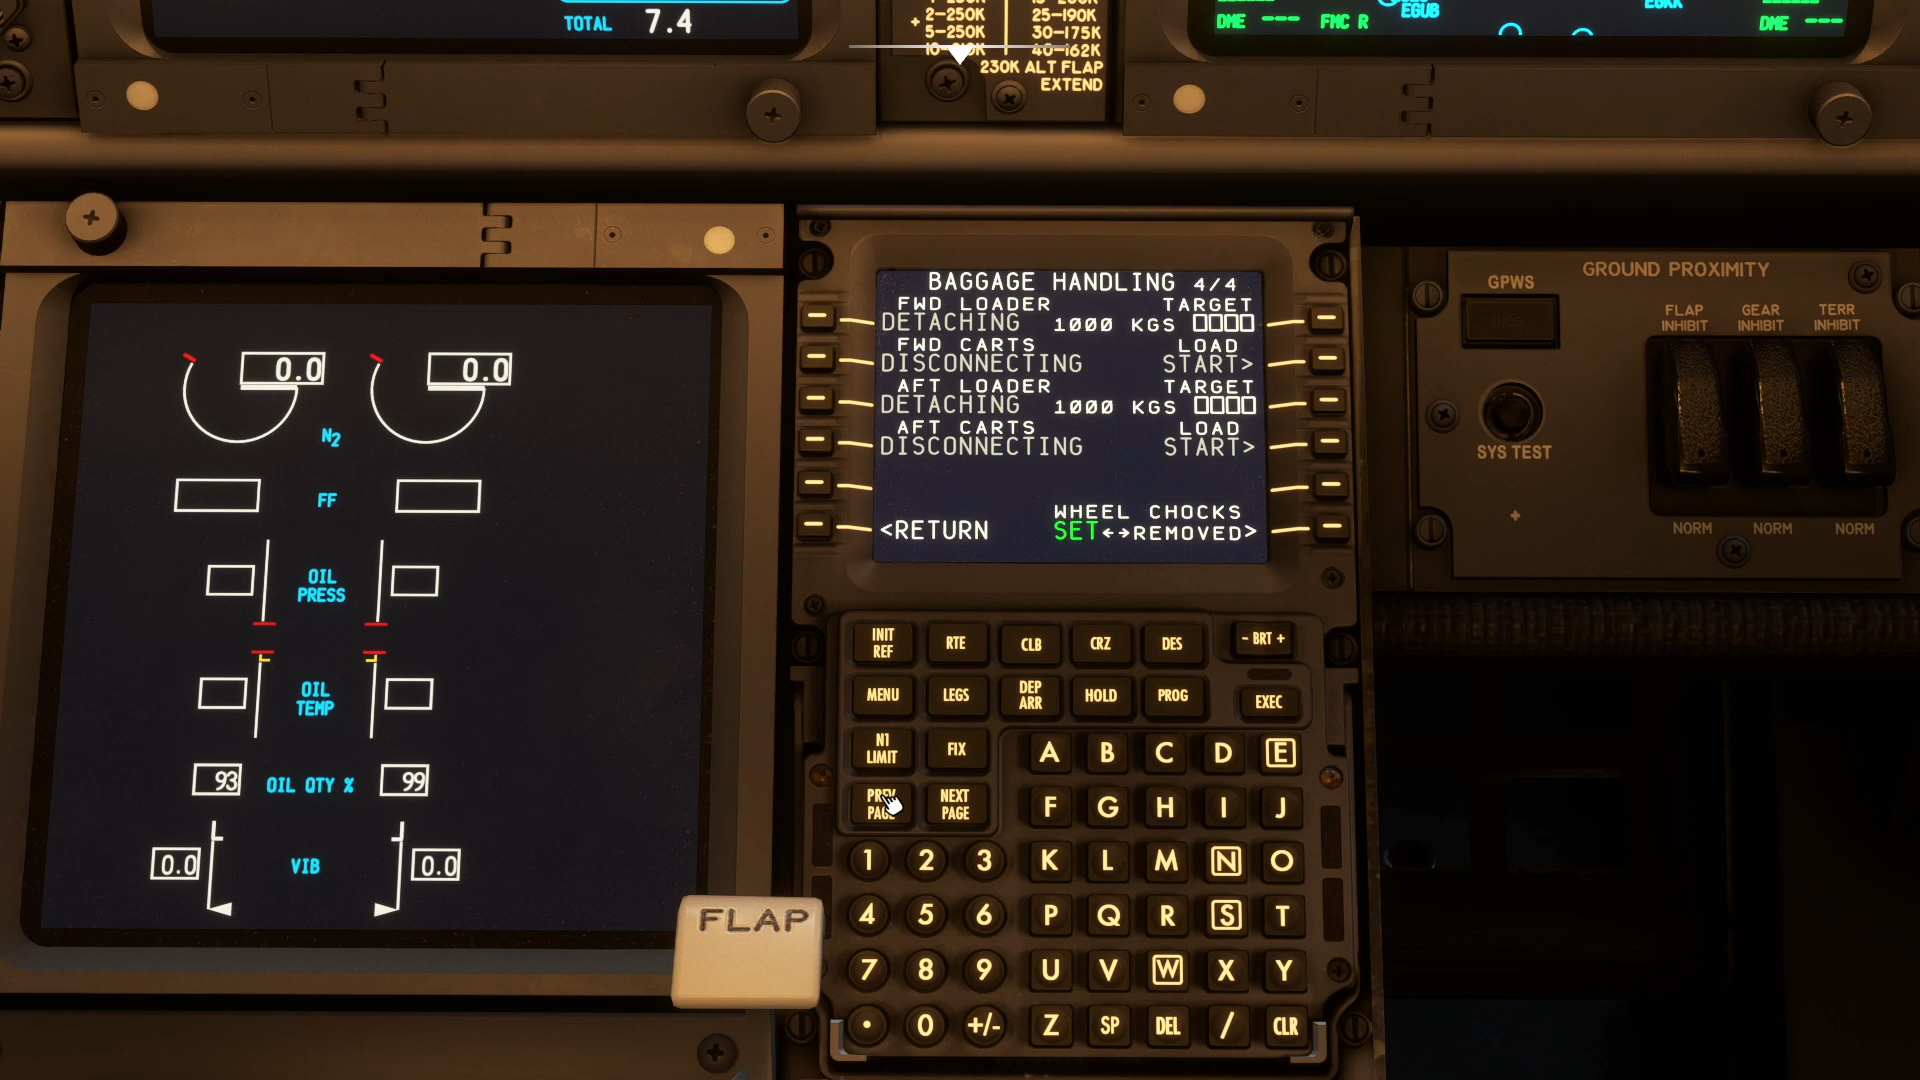 TOTAL 7.4
2-250K 25-190K
5-250K 30-175K
40-162K
230K ALT FLAP
EXTEND
EGUB
DME --- FMC R
DME ---
0.0 0.0
N2
FF
OIL
PRESS
OIL
TEMP
93 OIL QTY % 99
0.0 VIB 0.0
FLAP
BAGGAGE HANDLING 4/4
FWD LOADER TARGET
DETACHING 1000 KGS
FWD CARTS LOAD
DISCONNECTING START>
AFT LOADER TARGET
DETACHING 1000 KGS
AFT CARTS LOAD
DISCONNECTING START>
WHEEL CHOCKS
<RETURN SET←→REMOVED>
INIT
REF
RTE
CLB
CRZ
DES
- BRT +
MENU
LEGS
DEP
ARR
HOLD
PROG
EXEC
N1
LIMIT
FIX
A B C D E
PREV
PAGE
NEXT
PAGE
F G H I J
1 2 3 K L M N O
4 5 6 P Q R S T
7 8 9 U V W X Y
. 0 +/- Z SP DEL / CLR
GROUND PROXIMITY
GPWS
FLAP
INHIBIT
GEAR
INHIBIT
TERR
INHIBIT
SYS TEST
NORM NORM NORM